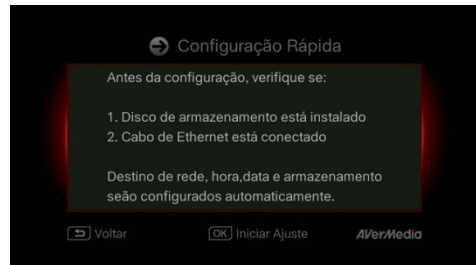 Configuração Rápida
Antes da configuração, verifique se:
1. Disco de armazenamento está instalado
2. Cabo de Ethernet está conectado
Destino de rede, hora,data e armazenamento
seão configurados automaticamente.
Voltar OK Iniciar Ajuste AVerMedia